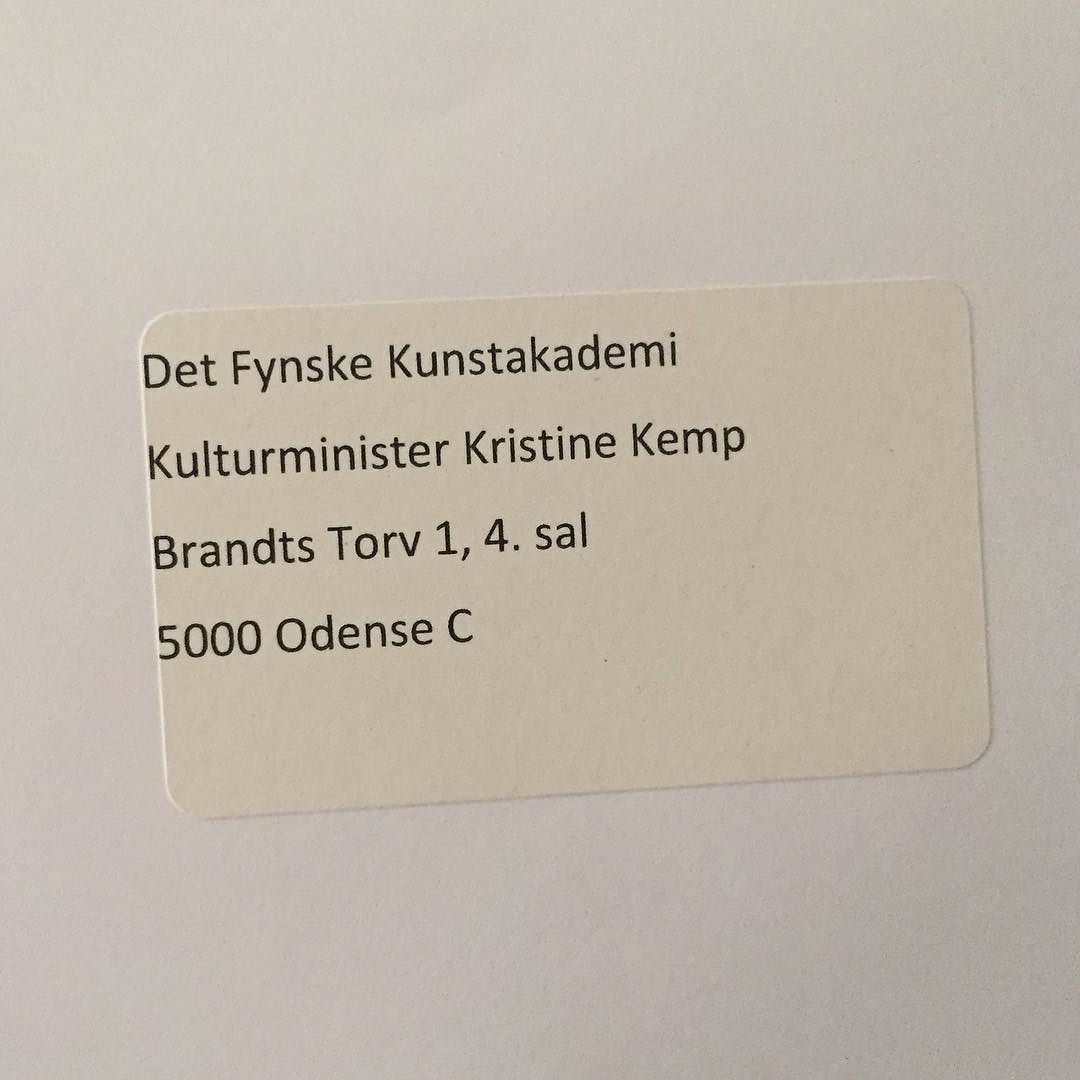 Det Fynske Kunstakademi
Kulturminister Kristine Kemp
Brandts Torv 1, 4. sal
5000 Odense C